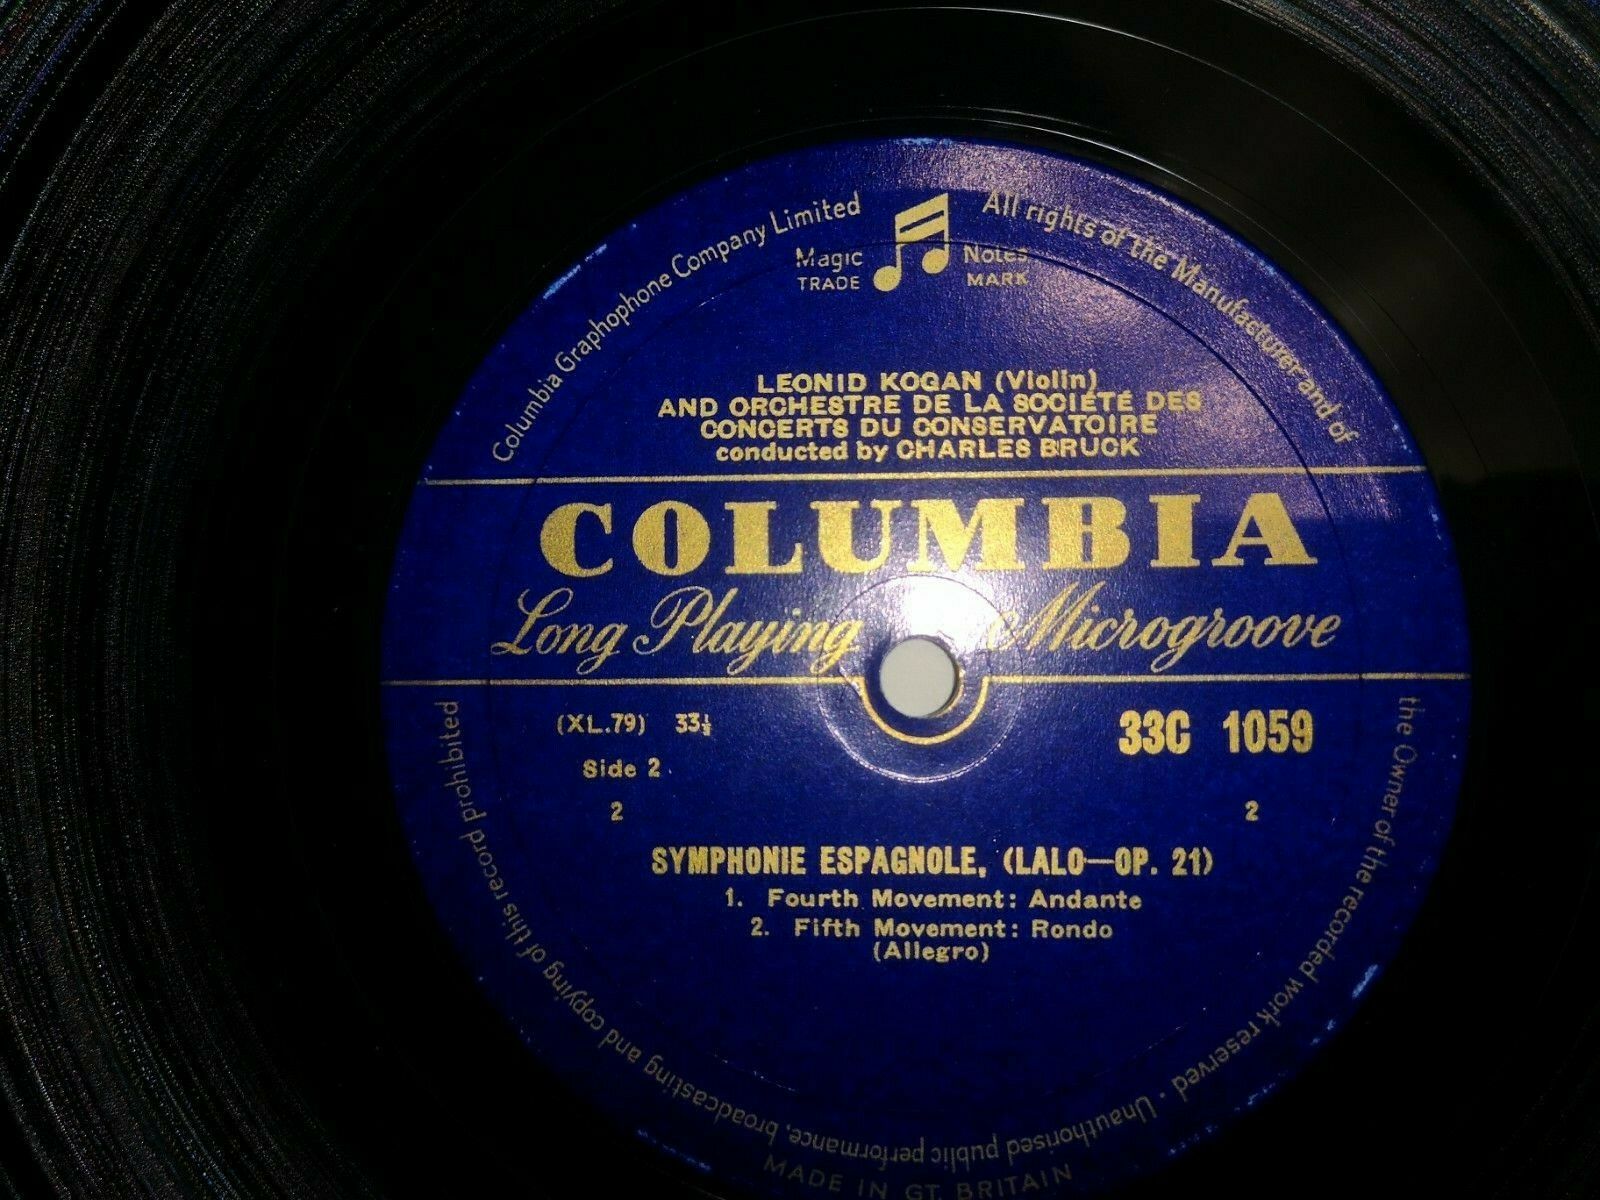 Columbia Graphophone Company Limited
All rights of the Manufacturer and of
the Owner of the recorded work reserved · Unauthorised public performance, broadcasting and copying of this record prohibited
Magic Notes
TRADE MARK
LEONID KOGAN (Violin)
AND ORCHESTRE DE LA SOCIÉTÉ DES
CONCERTS DU CONSERVATOIRE
conducted by CHARLES BRUCK
COLUMBIA
Long Playing Microgroove
(XL.79) 33⅓
33C 1059
Side 2
2 2
SYMPHONIE ESPAGNOLE, (LALO—OP. 21)
1. Fourth Movement: Andante
2. Fifth Movement: Rondo
(Allegro)
MADE IN GT. BRITAIN